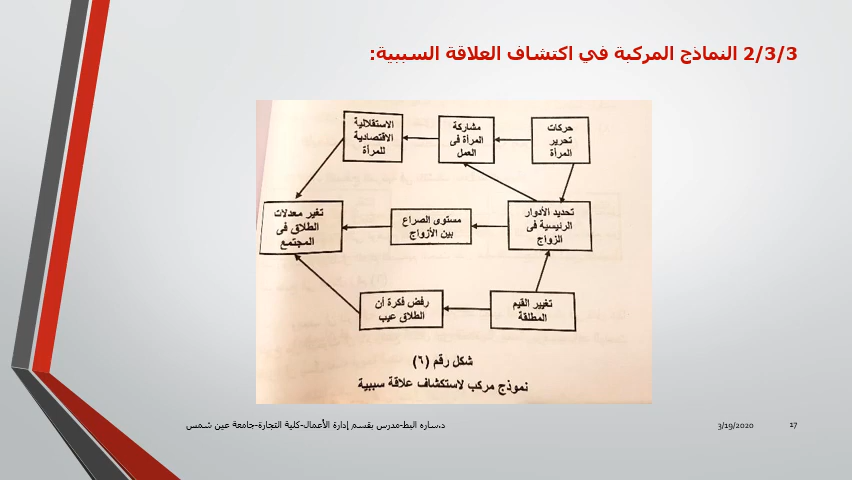 2/3/3 النماذج المركبة في اكتشاف العلاقة السببية:
حركات
تحرير
المرأة
مشاركة
المرأة فى
العمل
الاستقلالية
الاقتصادية
للمرأة
تحديد الأدوار
الرئيسية فى
الزواج
مستوى الصراع
بين الأزواج
تغير معدلات
الطلاق فى
المجتمع
تغيير القيم
المطلقة
رفض فكرة أن
الطلاق عيب
شكل رقم (٦)
نموذج مركب لاستكشاف علاقة سببية
د.ساره البط-مدرس بقسم إدارة الأعمال-كلية التجارة-جامعة عين شمس
3/19/2020
17